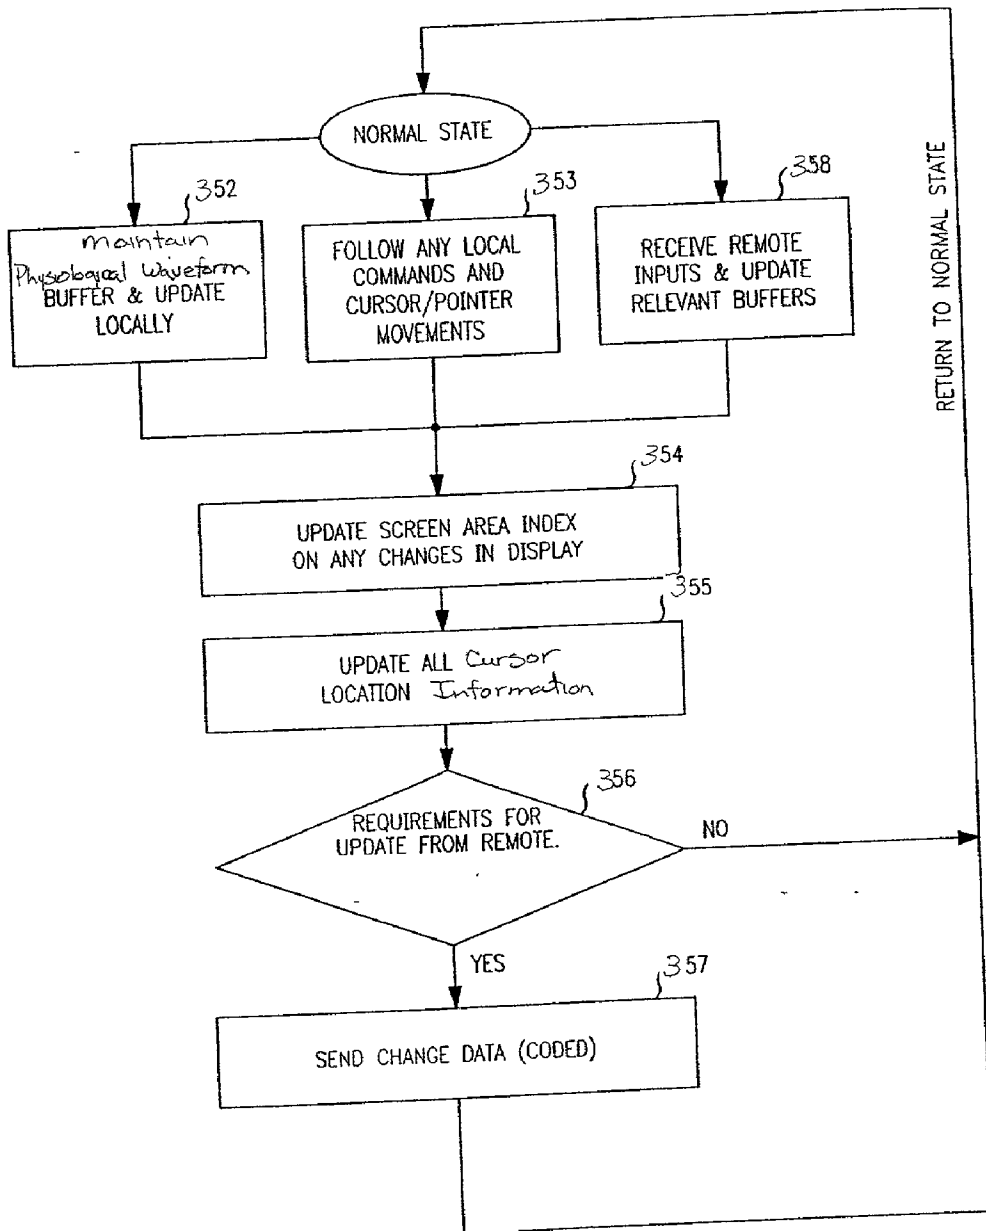 NORMAL STATE
352
maintain
Physiological Waveform
BUFFER & UPDATE
LOCALLY
353
FOLLOW ANY LOCAL
COMMANDS AND
CURSOR/POINTER
MOVEMENTS
358
RECEIVE REMOTE
INPUTS & UPDATE
RELEVANT BUFFERS
RETURN TO NORMAL STATE
354
UPDATE SCREEN AREA INDEX
ON ANY CHANGES IN DISPLAY
355
UPDATE ALL Cursor
LOCATION Information
356
REQUIREMENTS FOR
UPDATE FROM REMOTE.
NO
YES
357
SEND CHANGE DATA (CODED)